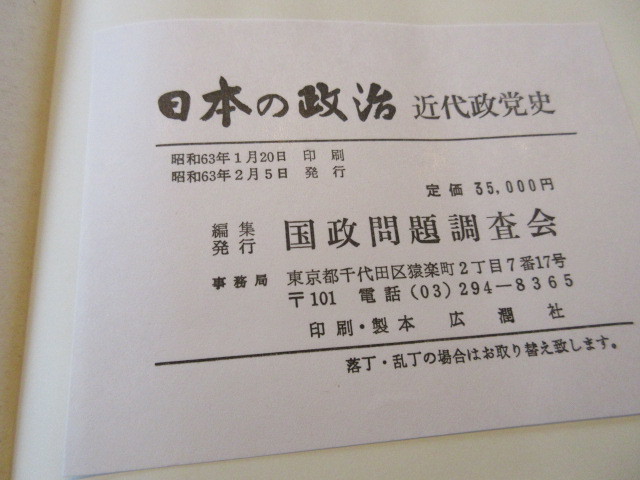 日本の政治 近代政党史
昭和63年1月20日 印刷
昭和63年2月5日 発行
定価 35,000円
編集
発行 国政問題調査会
事務局 東京都千代田区猿楽町2丁目7番17号
〒101 電話 (03) 294-8365
印刷・製本 広潤社
落丁・乱丁の場合はお取り替え致します。